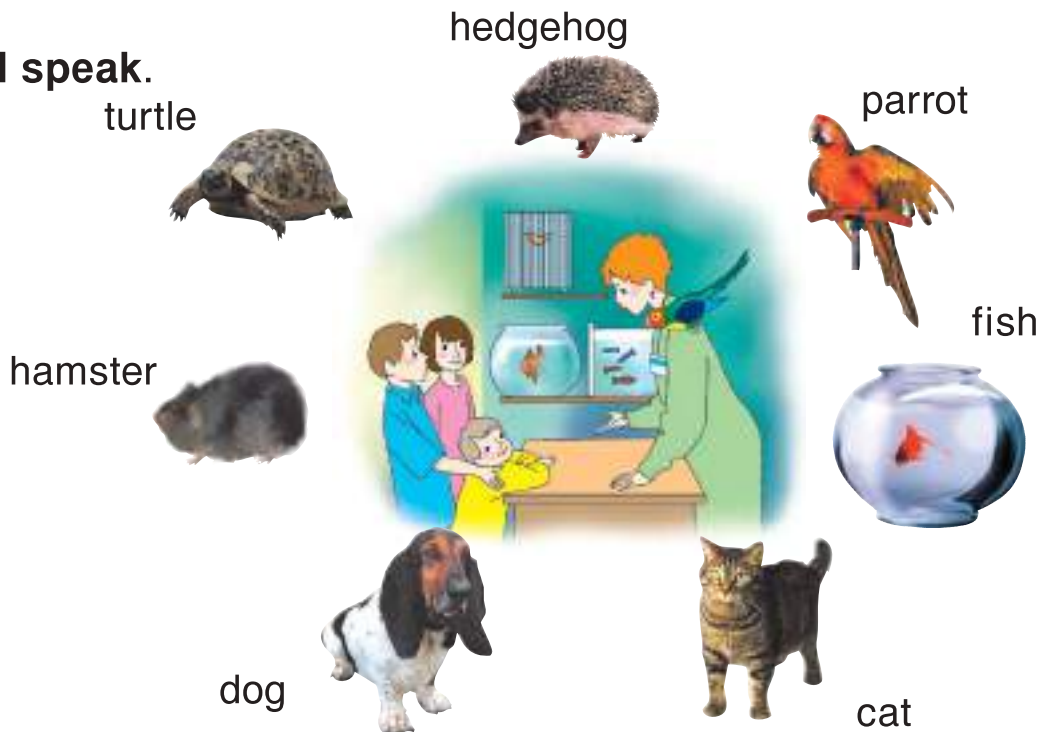 hedgehog
speak.
turtle
parrot
fish
hamster
dog
cat